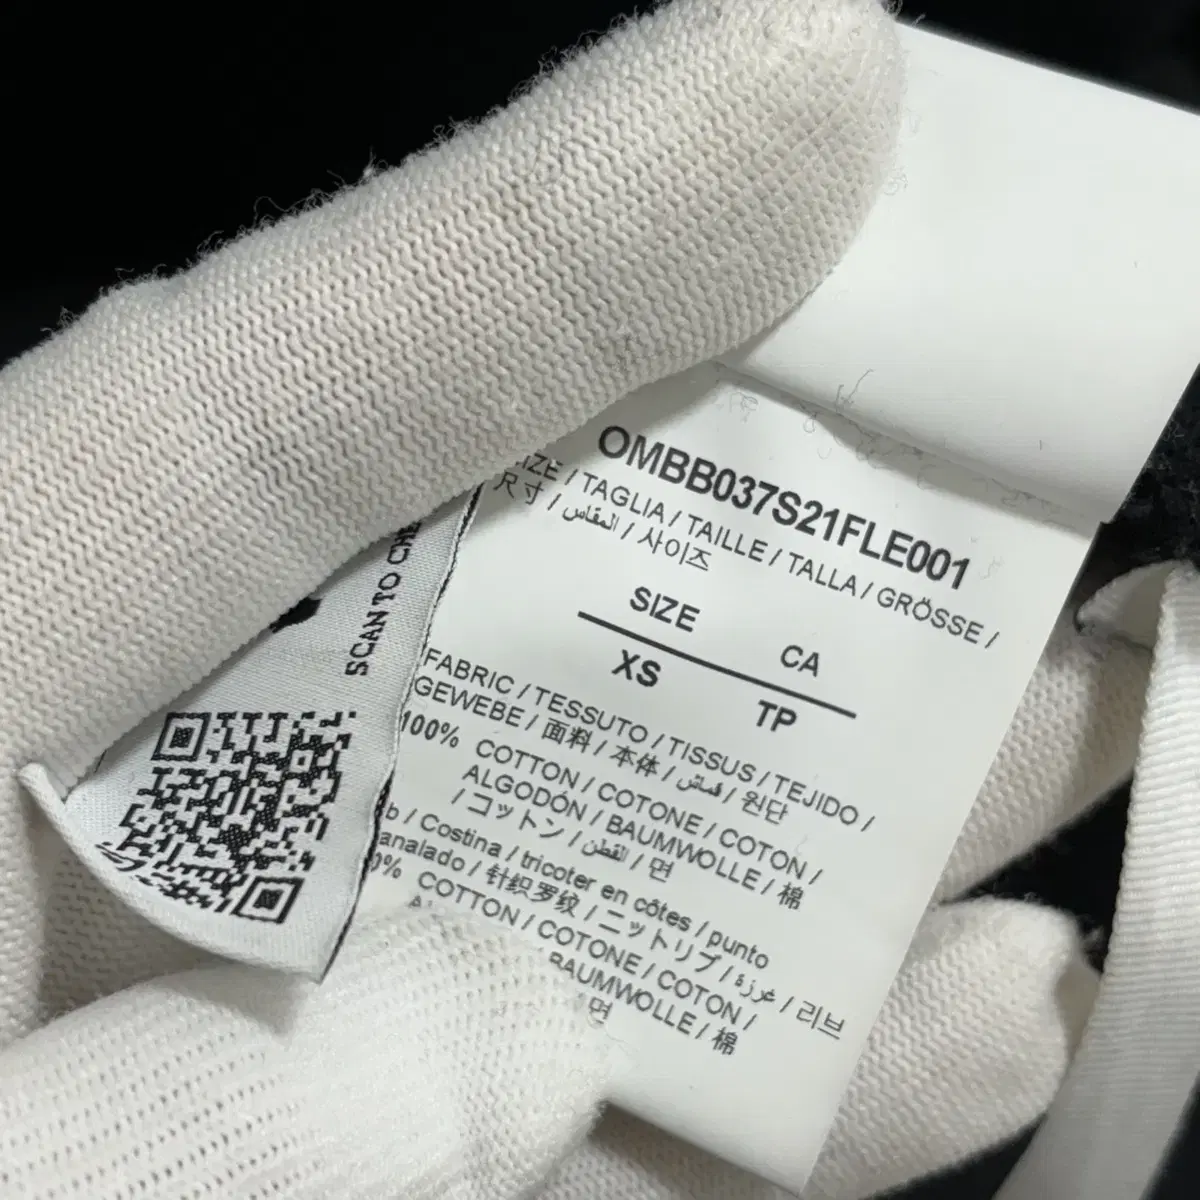 OMBB037S21FLE001
SIZE / TAGLIA / TAILLE / TALLA / GRÖSSE /
尺寸 / المقاس / 사이즈
SIZE CA
XS TP
FABRIC / TESSUTO / TISSUS / TEJIDO /
GEWEBE / 面料 / 本体 / قماش / 원단
100% COTTON / COTONE / COTON /
ALGODÓN / BAUMWOLLE / 棉
/ コットン / القطن / 면
/ Costina / tricoter en côtes / punto
/ 针织罗纹 / ニットリブ / غرزة / 리브
COTTON / COTONE / COTON /
BAUMWOLLE / 棉
면
SCAN TO